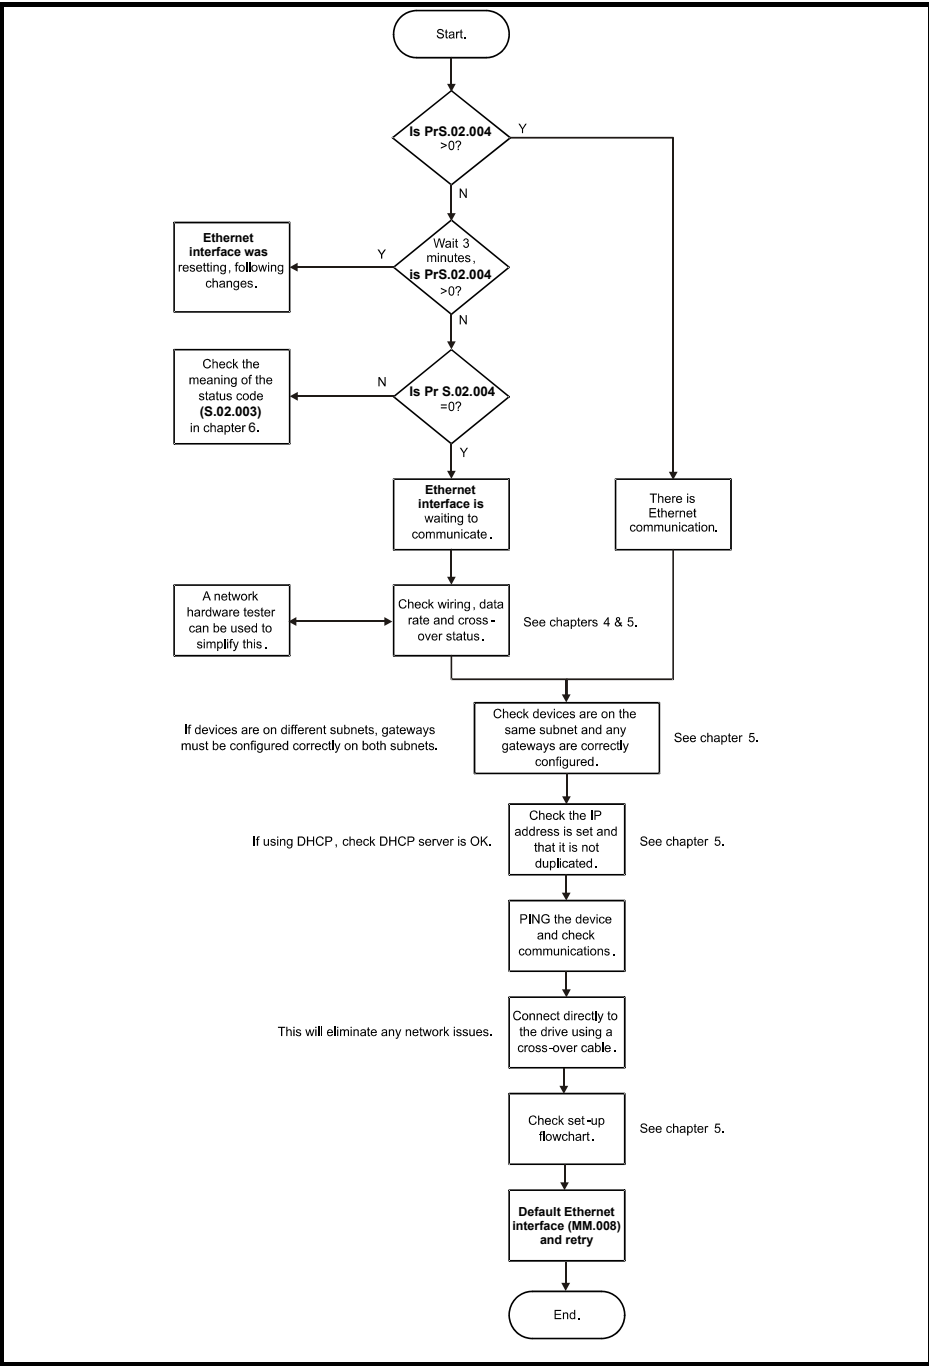 Start.
Is PrS.02.004
>0?
Y
N
Ethernet
interface was
resetting, following
changes.
Y
Wait 3
minutes,
is PrS.02.004
>0?
N
Check the
meaning of the
status code
(S.02.003)
in chapter 6.
N
Is Pr S.02.004
=0?
Y
Ethernet
interface is
waiting to
communicate.
There is
Ethernet
communication.
A network
hardware tester
can be used to
simplify this.
Check wiring, data
rate and cross-
over status.
See chapters 4 & 5.
If devices are on different subnets, gateways
must be configured correctly on both subnets.
Check devices are on the
same subnet and any
gateways are correctly
configured.
See chapter 5.
If using DHCP, check DHCP server is OK.
Check the IP
address is set and
that it is not
duplicated.
See chapter 5.
PING the device
and check
communications.
This will eliminate any network issues.
Connect directly to
the drive using a
cross-over cable.
Check set-up
flowchart.
See chapter 5.
Default Ethernet
interface (MM.008)
and retry
End.